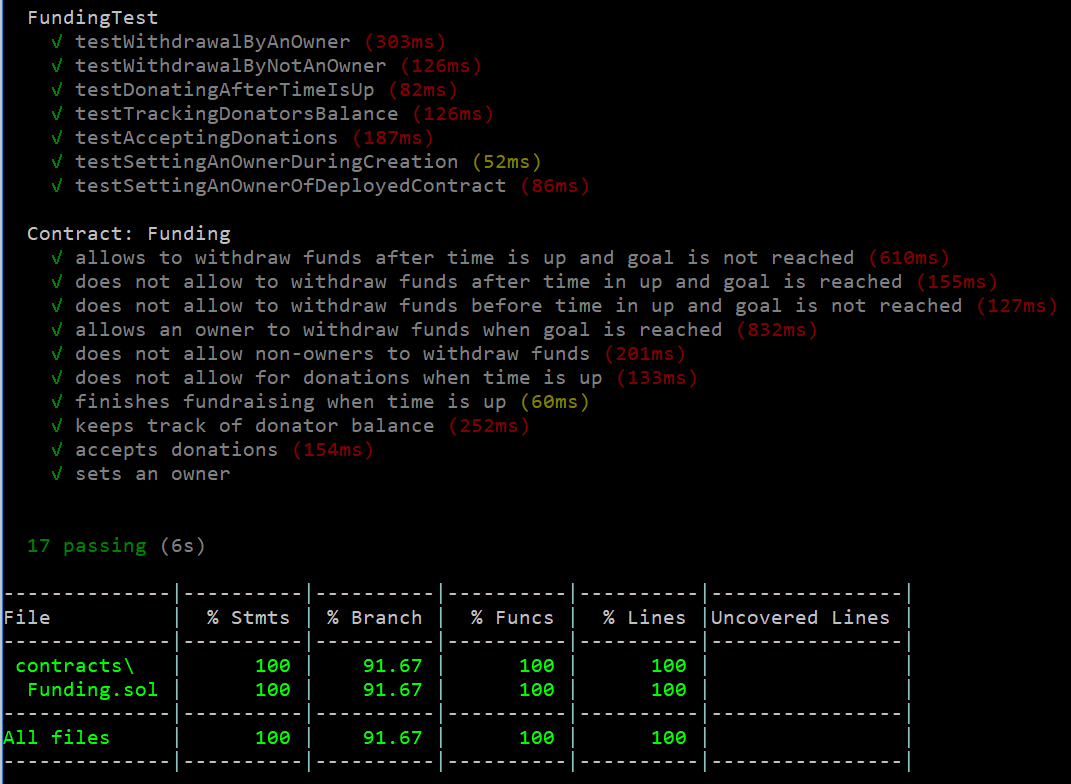 FundingTest
√ testWithdrawalByAnOwner (303ms)
√ testWithdrawalByNotAnOwner (126ms)
√ testDonatingAfterTimeIsUp (82ms)
√ testTrackingDonatorsBalance (126ms)
√ testAcceptingDonations (187ms)
√ testSettingAnOwnerDuringCreation (52ms)
√ testSettingAnOwnerOfDeployedContract (86ms)
Contract: Funding
√ allows to withdraw funds after time is up and goal is not reached (610ms)
√ does not allow to withdraw funds after time in up and goal is reached (155ms)
√ does not allow to withdraw funds before time in up and goal is not reached (127ms)
√ allows an owner to withdraw funds when goal is reached (832ms)
√ does not allow non-owners to withdraw funds (201ms)
√ does not allow for donations when time is up (133ms)
√ finishes fundraising when time is up (60ms)
√ keeps track of donator balance (252ms)
√ accepts donations (154ms)
√ sets an owner
17 passing (6s)
--------------|----------|----------|----------|----------|----------------|
File          |  % Stmts | % Branch |  % Funcs |  % Lines |Uncovered Lines |
--------------|----------|----------|----------|----------|----------------|
 contracts\   |      100 |    91.67 |      100 |      100 |                |
  Funding.sol |      100 |    91.67 |      100 |      100 |                |
--------------|----------|----------|----------|----------|----------------|
All files     |      100 |    91.67 |      100 |      100 |                |
--------------|----------|----------|----------|----------|----------------|